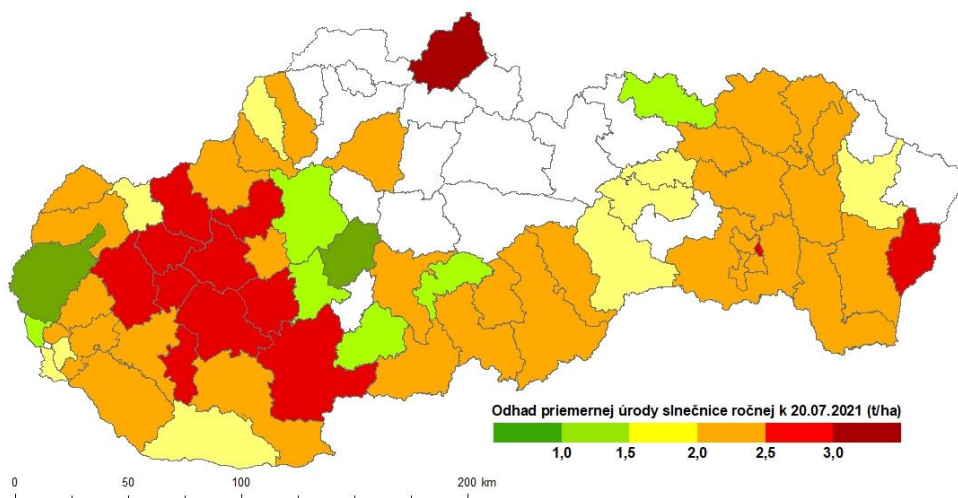 Odhad priemernej úrody slnečnice ročnej k 20.07.2021 (t/ha)
1,0 1,5 2,0 2,5 3,0
0 50 100 200 km